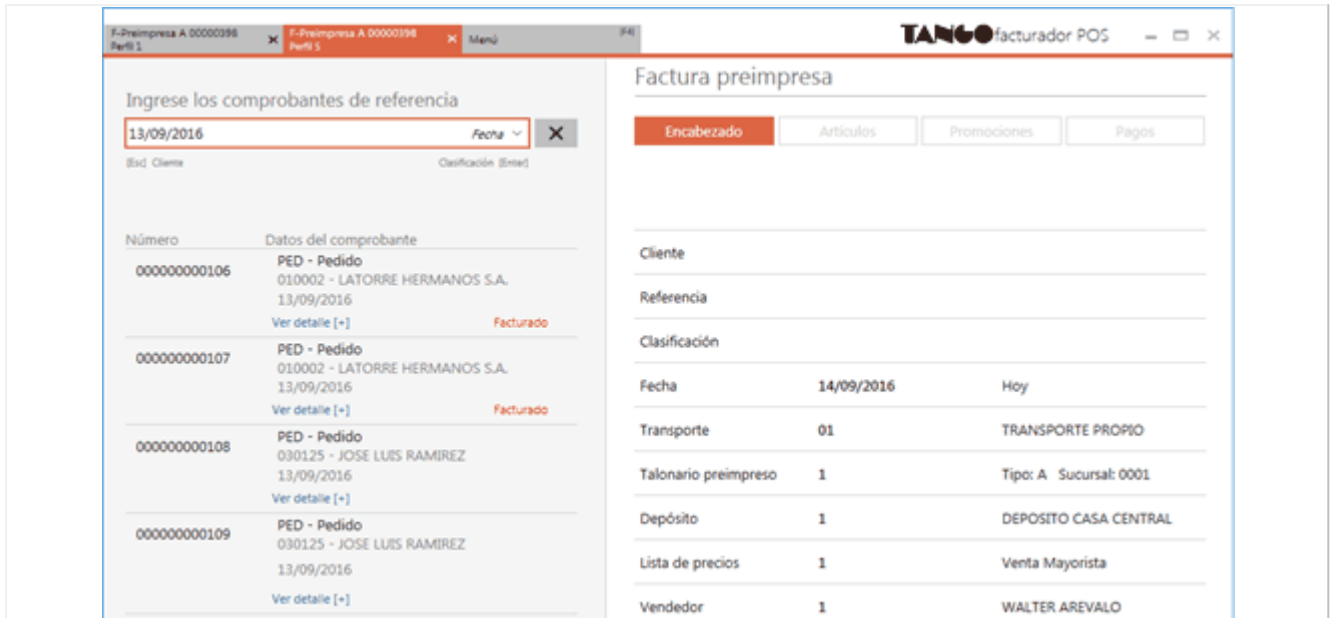 F-Preimpresa A 00000398
Perfil 1
F-Preimpresa A 00000398
Perfil 5
Menú
[F4]
TANGO facturador POS
Ingrese los comprobantes de referencia
13/09/2016 Fecha
[Esc] Cliente Clasificación [Enter]
Número Datos del comprobante
000000000106
PED - Pedido
010002 - LATORRE HERMANOS S.A.
13/09/2016
Ver detalle [+] Facturado
000000000107
PED - Pedido
010002 - LATORRE HERMANOS S.A.
13/09/2016
Ver detalle [+] Facturado
000000000108
PED - Pedido
030125 - JOSE LUIS RAMIREZ
13/09/2016
Ver detalle [+]
000000000109
PED - Pedido
030125 - JOSE LUIS RAMIREZ
13/09/2016
Ver detalle [+]
Factura preimpresa
Encabezado Artículos Promociones Pagos
Cliente
Referencia
Clasificación
Fecha 14/09/2016 Hoy
Transporte 01 TRANSPORTE PROPIO
Talonario preimpreso 1 Tipo: A Sucursal: 0001
Depósito 1 DEPOSITO CASA CENTRAL
Lista de precios 1 Venta Mayorista
Vendedor 1 WALTER AREVALO